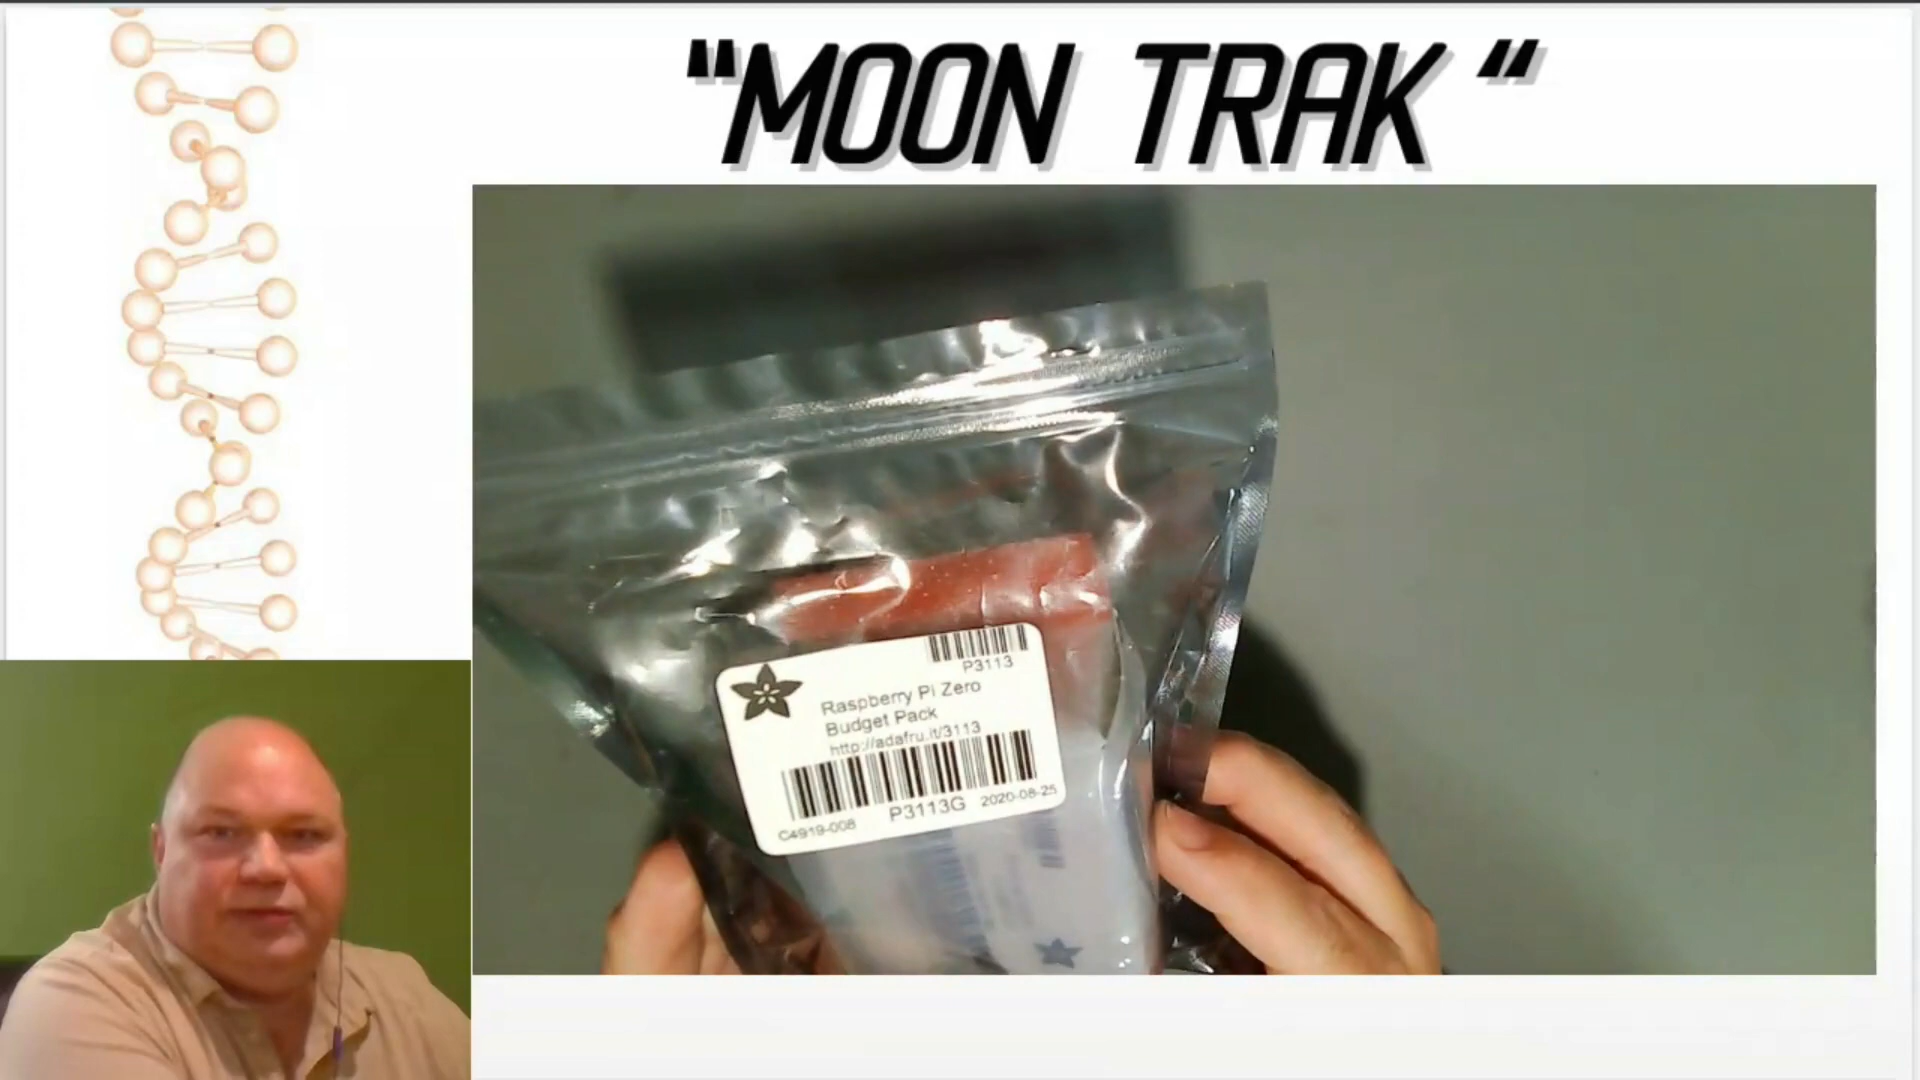 “MOON TRAK“
P3113
Raspberry Pi Zero
Budget Pack
http://adafru.it/3113
P3113G 2020-08-25
C4919-008